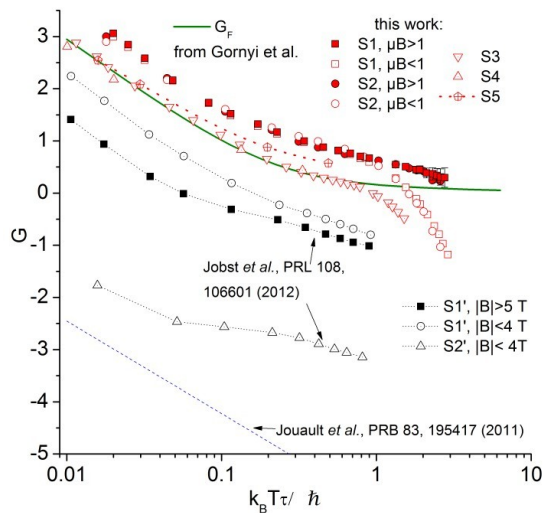 G_F
from Gornyi et al.
this work:
S1, μB>1
S1, μB<1
S2, μB>1
S2, μB<1
S3
S4
S5
3
2
1
0
-1
-2
-3
-4
-5
G
Jobst et al., PRL 108,
106601 (2012)
S1', |B|>5 T
S1', |B|<4 T
S2', |B|< 4T
Jouault et al., PRB 83, 195417 (2011)
0.01
0.1
1
10
k_B T τ / ħ